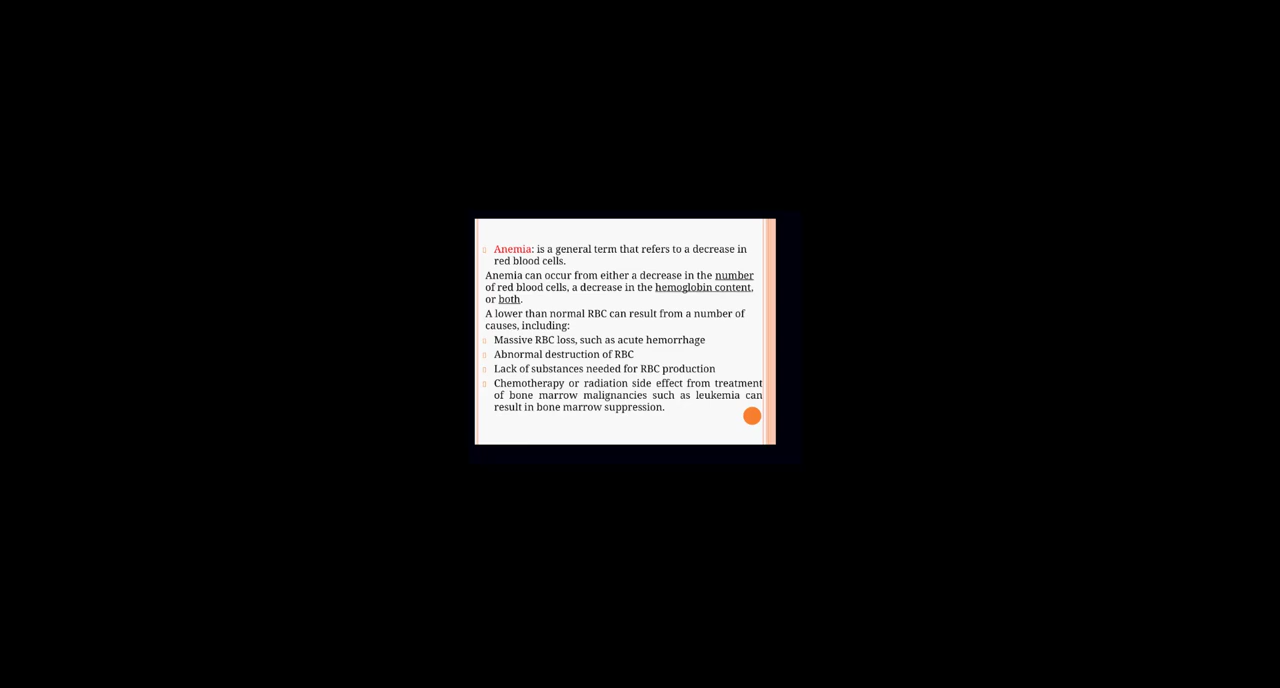 Anemia: is a general term that refers to a decrease in
red blood cells.
Anemia can occur from either a decrease in the number
of red blood cells, a decrease in the hemoglobin content,
or both.
A lower than normal RBC can result from a number of
causes, including:
Massive RBC loss, such as acute hemorrhage
Abnormal destruction of RBC
Lack of substances needed for RBC production
Chemotherapy or radiation side effect from treatment
of bone marrow malignancies such as leukemia can
result in bone marrow suppression.